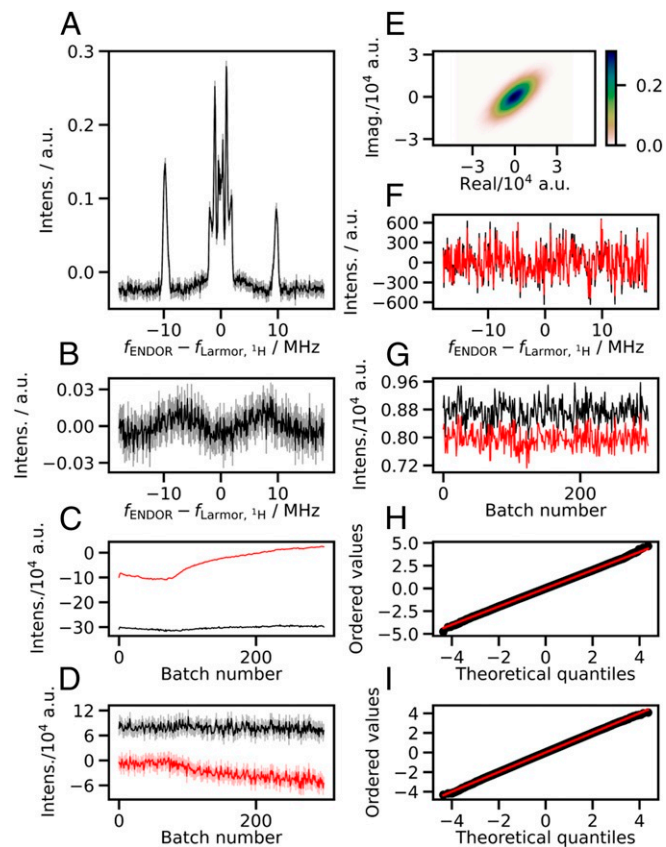 A
0.3
0.2
0.1
0.0
Intens. / a.u.
−10
0
10
fENDOR − fLarmor, ¹H / MHz
B
0.03
0.00
−0.03
Intens. / a.u.
−10
0
10
fENDOR − fLarmor, ¹H / MHz
C
0
−10
−20
−30
Intens./10⁴ a.u.
0
200
Batch number
D
12
6
0
−6
Intens./10⁴ a.u.
0
200
Batch number
E
3
0
−3
Imag./10⁴ a.u.
−3
0
3
Real/10⁴ a.u.
0.2
0.0
F
600
300
0
−300
−600
Intens. / a.u.
−10
0
10
fENDOR − fLarmor, ¹H / MHz
G
0.96
0.88
0.80
0.72
Intens./10⁴ a.u.
0
200
Batch number
H
5.0
2.5
0.0
−2.5
−5.0
Ordered values
−4
−2
0
2
4
Theoretical quantiles
I
4
2
0
−2
−4
Ordered values
−4
−2
0
2
4
Theoretical quantiles